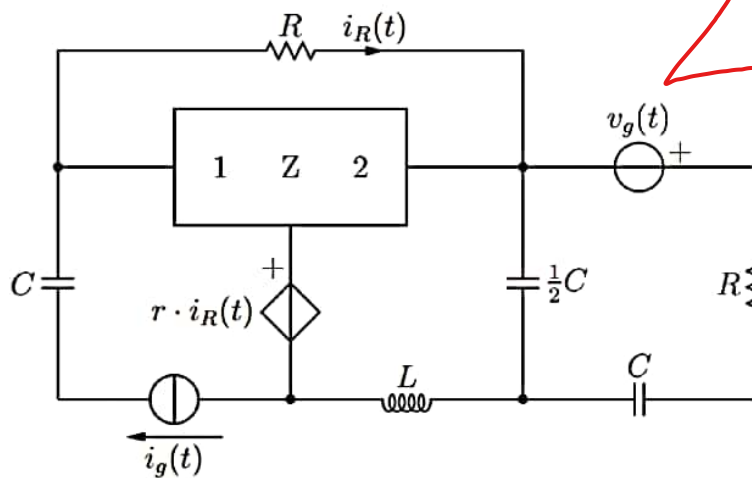 R i_R(t)
v_g(t)
+
1 Z 2
+
C ½C R
r · i_R(t)
L C
i_g(t)